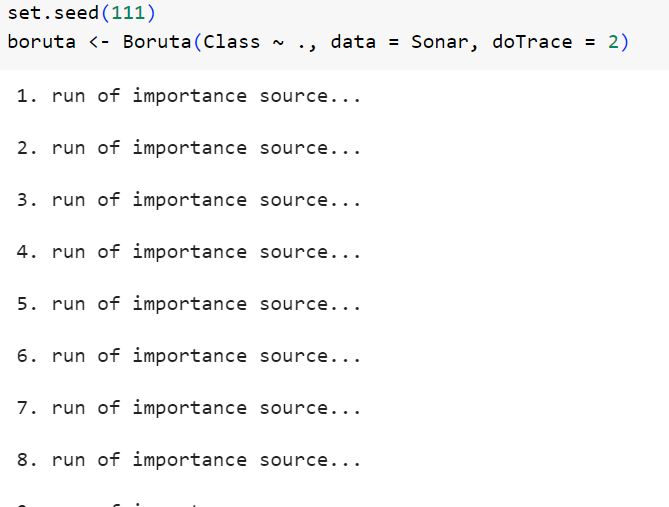 set.seed(111)
boruta <- Boruta(Class ~ ., data = Sonar, doTrace = 2)
1. run of importance source...
2. run of importance source...
3. run of importance source...
4. run of importance source...
5. run of importance source...
6. run of importance source...
7. run of importance source...
8. run of importance source...